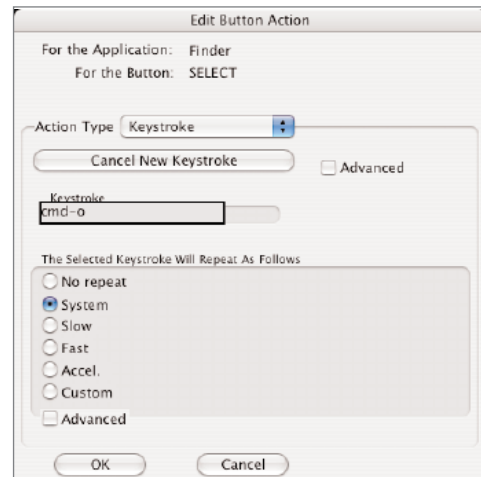 Edit Button Action
For the Application: Finder
For the Button: SELECT
Action Type Keystroke
Cancel New Keystroke
Advanced
Keystroke
cmd-o
The Selected Keystroke Will Repeat As Follows
No repeat
System
Slow
Fast
Accel.
Custom
Advanced
OK Cancel